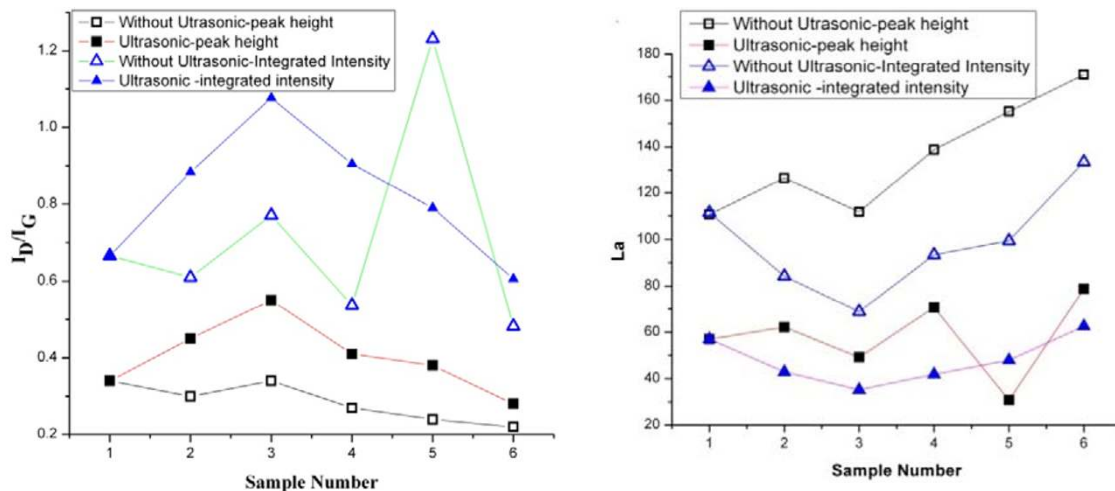 Without Utrasonic-peak height
Ultrasonic-peak height
Without Ultrasonic-Integrated Intensity
Ultrasonic -integrated intensity
1.2
1.0
0.8
0.6
0.4
0.2
I_D/I_G
1 2 3 4 5 6
Sample Number
Without Utrasonic-peak height
Ultrasonic-peak height
Without Ultrasonic-Integrated Intensity
Ultrasonic -integrated intensity
180
160
140
120
100
80
60
40
20
La
1 2 3 4 5 6
Sample Number